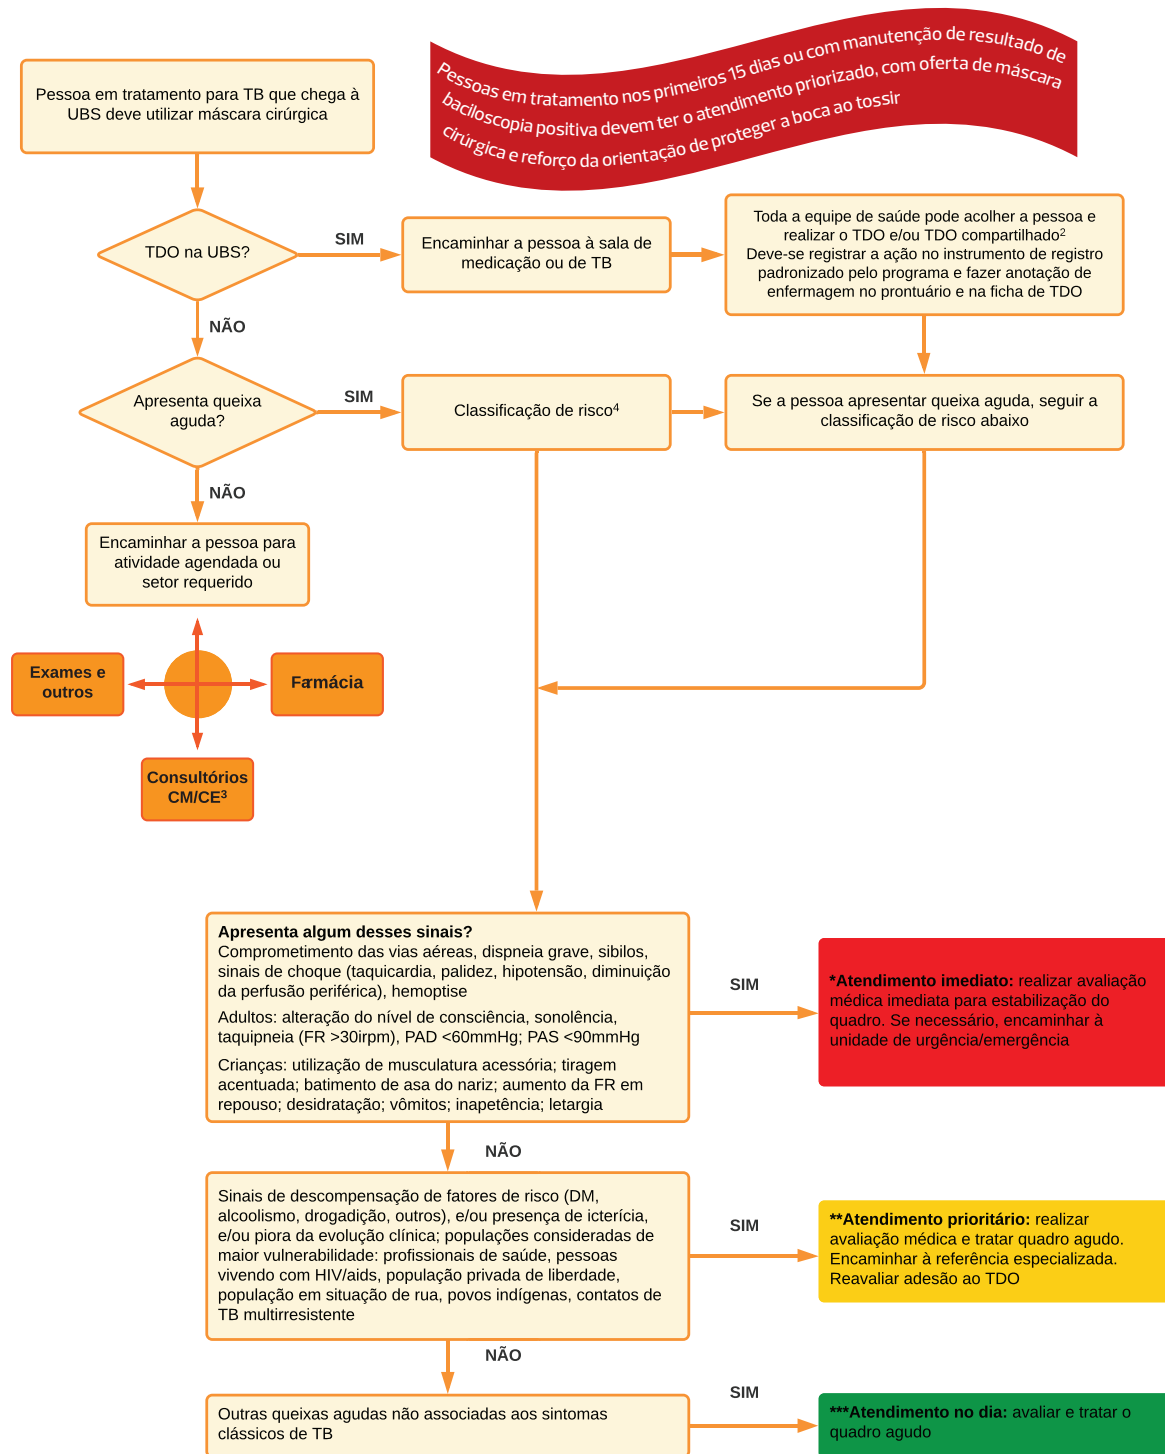 Pessoas em tratamento nos primeiros 15 dias ou com manutenção de resultado de
baciloscopia positiva devem ter o atendimento priorizado, com oferta de máscara
cirúrgica e reforço da orientação de proteger a boca ao tossir
Pessoa em tratamento para TB que chega à
UBS deve utilizar máscara cirúrgica
TDO na UBS?
SIM
Encaminhar a pessoa à sala de
medicação ou de TB
Toda a equipe de saúde pode acolher a pessoa e
realizar o TDO e/ou TDO compartilhado²
Deve-se registrar a ação no instrumento de registro
padronizado pelo programa e fazer anotação de
enfermagem no prontuário e na ficha de TDO
NÃO
Apresenta queixa
aguda?
SIM
Classificação de risco⁴
Se a pessoa apresentar queixa aguda, seguir a
classificação de risco abaixo
NÃO
Encaminhar a pessoa para
atividade agendada ou
setor requerido
Exames e
outros
Farmácia
Consultórios
CM/CE³
Apresenta algum desses sinais?
Comprometimento das vias aéreas, dispneia grave, sibilos,
sinais de choque (taquicardia, palidez, hipotensão, diminuição
da perfusão periférica), hemoptise
Adultos: alteração do nível de consciência, sonolência,
taquipneia (FR >30irpm), PAD <60mmHg; PAS <90mmHg
Crianças: utilização de musculatura acessória; tiragem
acentuada; batimento de asa do nariz; aumento da FR em
repouso; desidratação; vômitos; inapetência; letargia
SIM
*Atendimento imediato: realizar avaliação
médica imediata para estabilização do
quadro. Se necessário, encaminhar à
unidade de urgência/emergência
NÃO
Sinais de descompensação de fatores de risco (DM,
alcoolismo, drogadição, outros), e/ou presença de icterícia,
e/ou piora da evolução clínica; populações consideradas de
maior vulnerabilidade: profissionais de saúde, pessoas
vivendo com HIV/aids, população privada de liberdade,
população em situação de rua, povos indígenas, contatos de
TB multirresistente
SIM
**Atendimento prioritário: realizar
avaliação médica e tratar quadro agudo.
Encaminhar à referência especializada.
Reavaliar adesão ao TDO
NÃO
Outras queixas agudas não associadas aos sintomas
clássicos de TB
SIM
***Atendimento no dia: avaliar e tratar o
quadro agudo